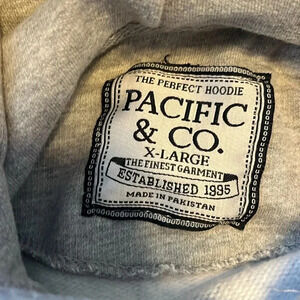 THE PERFECT HOODIE
PACIFIC
& CO.
X-LARGE
THE FINEST GARMENT
ESTABLISHED 1995
MADE IN PAKISTAN